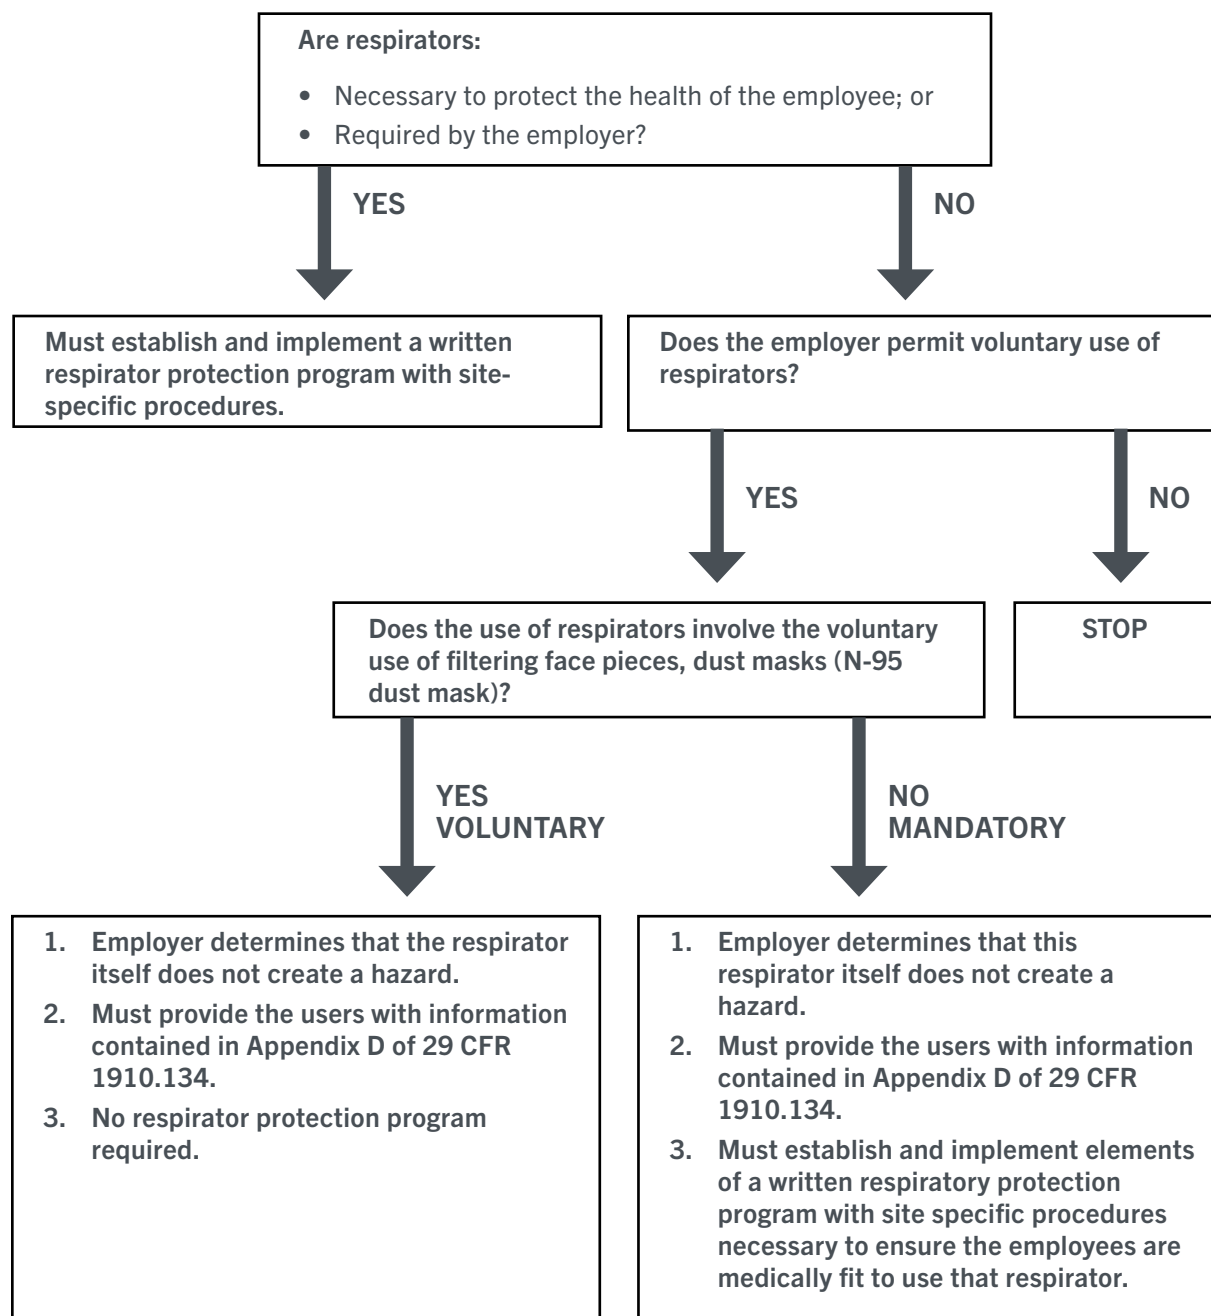 Are respirators:
• Necessary to protect the health of the employee; or
• Required by the employer?
YES
NO
Must establish and implement a written
respirator protection program with site-
specific procedures.
Does the employer permit voluntary use of
respirators?
YES
NO
Does the use of respirators involve the voluntary
use of filtering face pieces, dust masks (N-95
dust mask)?
STOP
YES
VOLUNTARY
NO
MANDATORY
1. Employer determines that the respirator
itself does not create a hazard.
2. Must provide the users with information
contained in Appendix D of 29 CFR
1910.134.
3. No respirator protection program
required.
1. Employer determines that this
respirator itself does not create a
hazard.
2. Must provide the users with information
contained in Appendix D of 29 CFR
1910.134.
3. Must establish and implement elements
of a written respiratory protection
program with site specific procedures
necessary to ensure the employees are
medically fit to use that respirator.